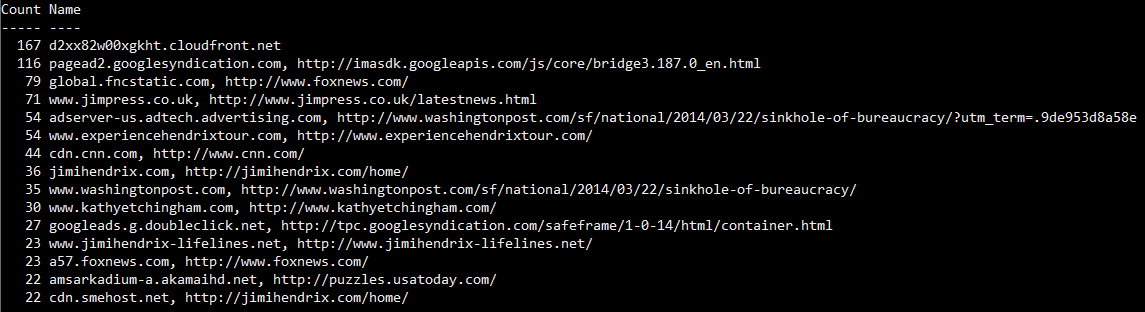 Count Name
----- ----
167 d2xx82w00xgkht.cloudfront.net
116 pagead2.googlesyndication.com, http://imasdk.googleapis.com/js/core/bridge3.187.0_en.html
79 global.fncstatic.com, http://www.foxnews.com/
71 www.jimpress.co.uk, http://www.jimpress.co.uk/latestnews.html
54 adserver-us.adtech.advertising.com, http://www.washingtonpost.com/sf/national/2014/03/22/sinkhole-of-bureaucracy/?utm_term=.9de953d8a58e
54 www.experiencehendrixtour.com, http://www.experiencehendrixtour.com/
44 cdn.cnn.com, http://www.cnn.com/
36 jimihendrix.com, http://jimihendrix.com/home/
35 www.washingtonpost.com, http://www.washingtonpost.com/sf/national/2014/03/22/sinkhole-of-bureaucracy/
30 www.kathyetchingham.com, http://www.kathyetchingham.com/
27 googleads.g.doubleclick.net, http://tpc.googlesyndication.com/safeframe/1-0-14/html/container.html
23 www.jimihendrix-lifelines.net, http://www.jimihendrix-lifelines.net/
23 a57.foxnews.com, http://www.foxnews.com/
22 amsarkadium-a.akamaihd.net, http://puzzles.usatoday.com/
22 cdn.smehost.net, http://jimihendrix.com/home/